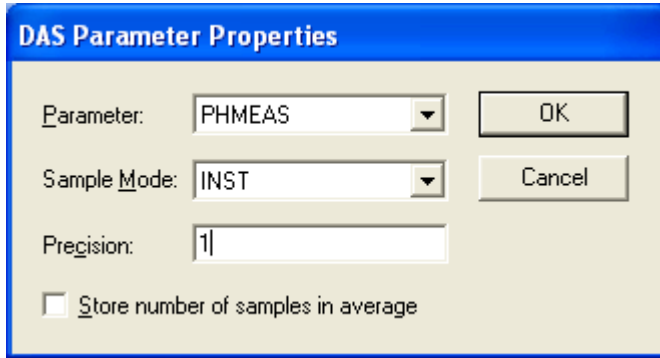 DAS Parameter Properties
Parameter: PHMEAS OK
Sample Mode: INST Cancel
Precision: 1
Store number of samples in average